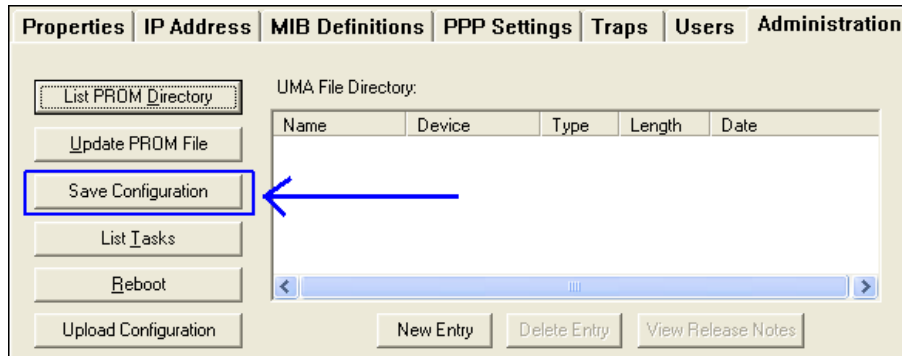 Properties IP Address MIB Definitions PPP Settings Traps Users Administration
List PROM Directory
Update PROM File
Save Configuration
List Tasks
Reboot
Upload Configuration
UMA File Directory:
Name Device Type Length Date
New Entry Delete Entry View Release Notes